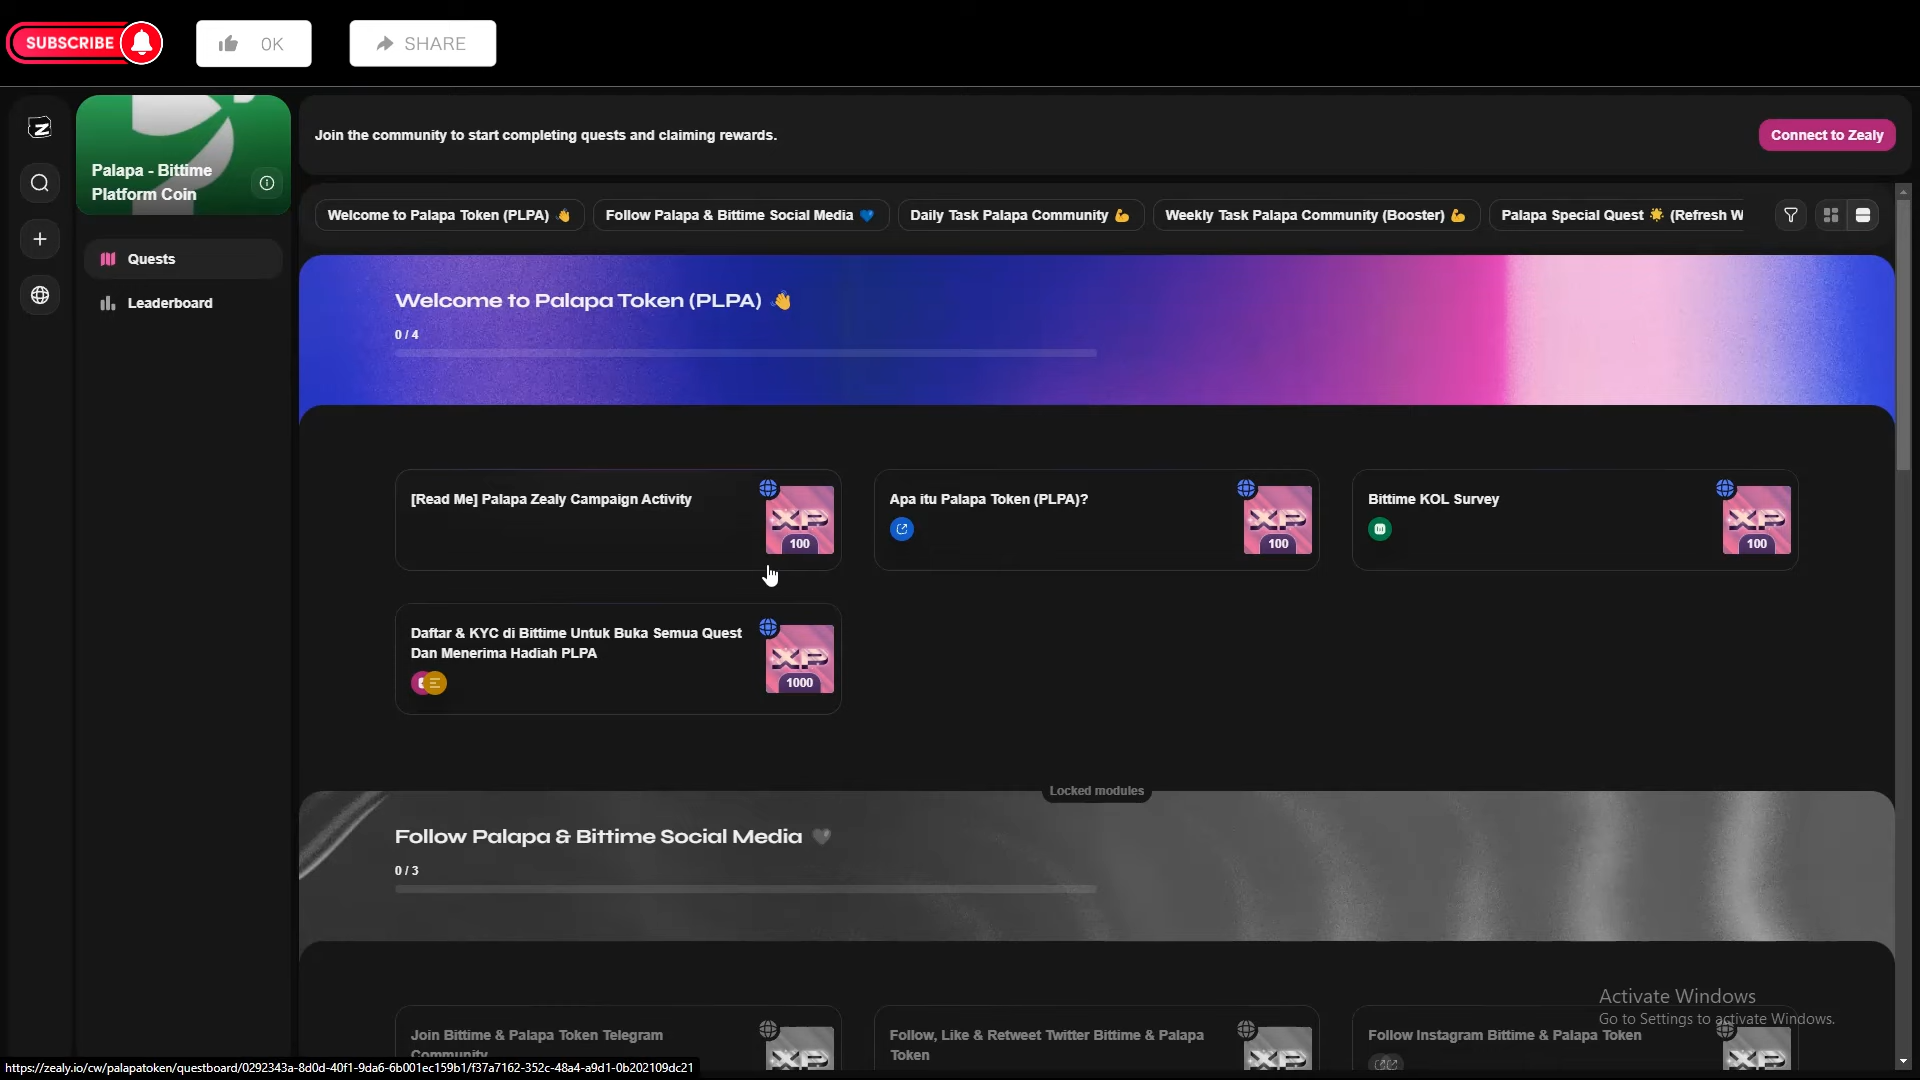 SUBSCRIBE
OK
SHARE
Palapa - Bittime
Platform Coin
Quests
Leaderboard
Join the community to start completing quests and claiming rewards.
Connect to Zealy
Welcome to Palapa Token (PLPA) 👋
Follow Palapa & Bittime Social Media 💙
Daily Task Palapa Community 💪
Weekly Task Palapa Community (Booster) 💪
Palapa Special Quest 🌟 (Refresh W
Welcome to Palapa Token (PLPA) 👋
0 / 4
[Read Me] Palapa Zealy Campaign Activity
XP
100
Apa itu Palapa Token (PLPA)?
XP
100
Bittime KOL Survey
XP
100
Daftar & KYC di Bittime Untuk Buka Semua Quest
Dan Menerima Hadiah PLPA
XP
1000
Locked modules
Follow Palapa & Bittime Social Media
0 / 3
Join Bittime & Palapa Token Telegram
Community
XP
Follow, Like & Retweet Twitter Bittime & Palapa
Token
XP
Follow Instagram Bittime & Palapa Token
XP
Activate Windows
Go to Settings to activate Windows.
https://zealy.io/cw/palapatoken/questboard/0292343a-8d0d-40f1-9da6-6b001ec159b1/f37a7162-352c-48a4-a9d1-0b202109dc21